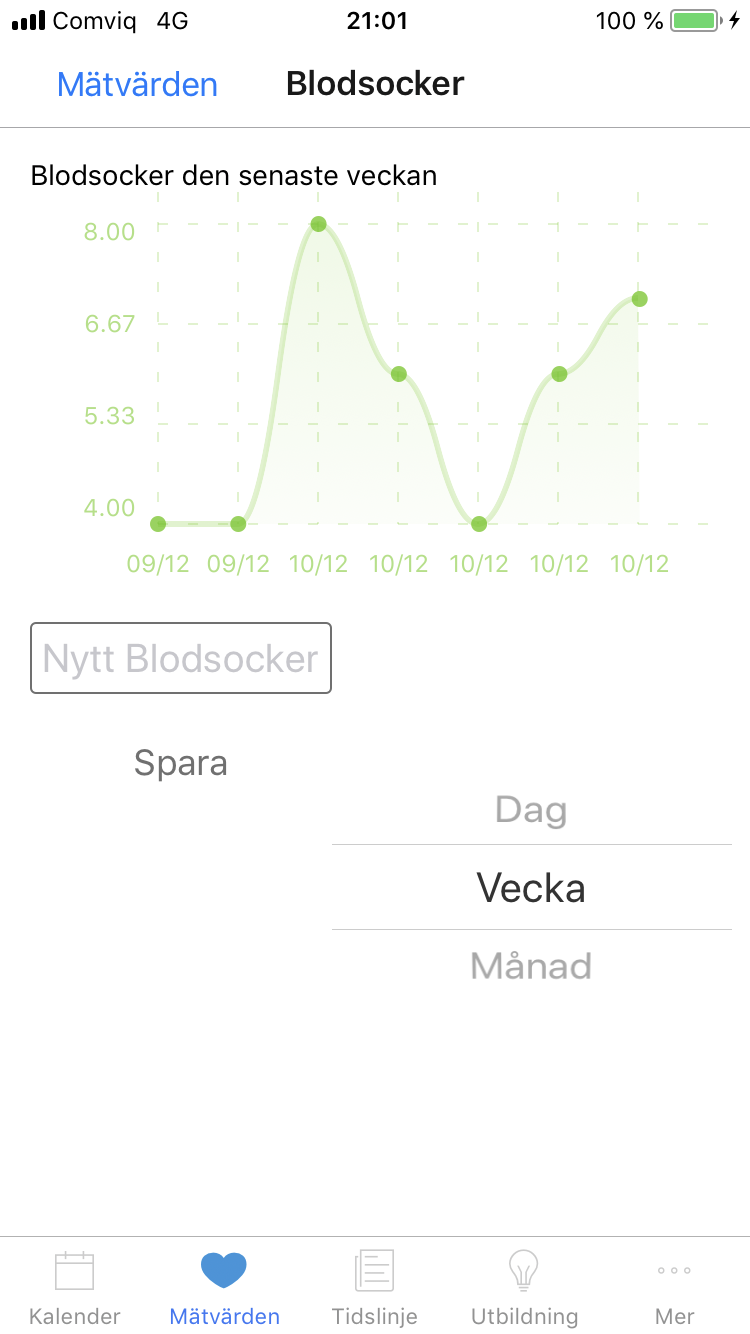 Comviq 4G 21:01 100 %
Mätvärden Blodsocker
Blodsocker den senaste veckan
8.00
6.67
5.33
4.00
09/12 09/12 10/12 10/12 10/12 10/12 10/12
Nytt Blodsocker
Spara
Dag
Vecka
Månad
Kalender Mätvärden Tidslinje Utbildning Mer